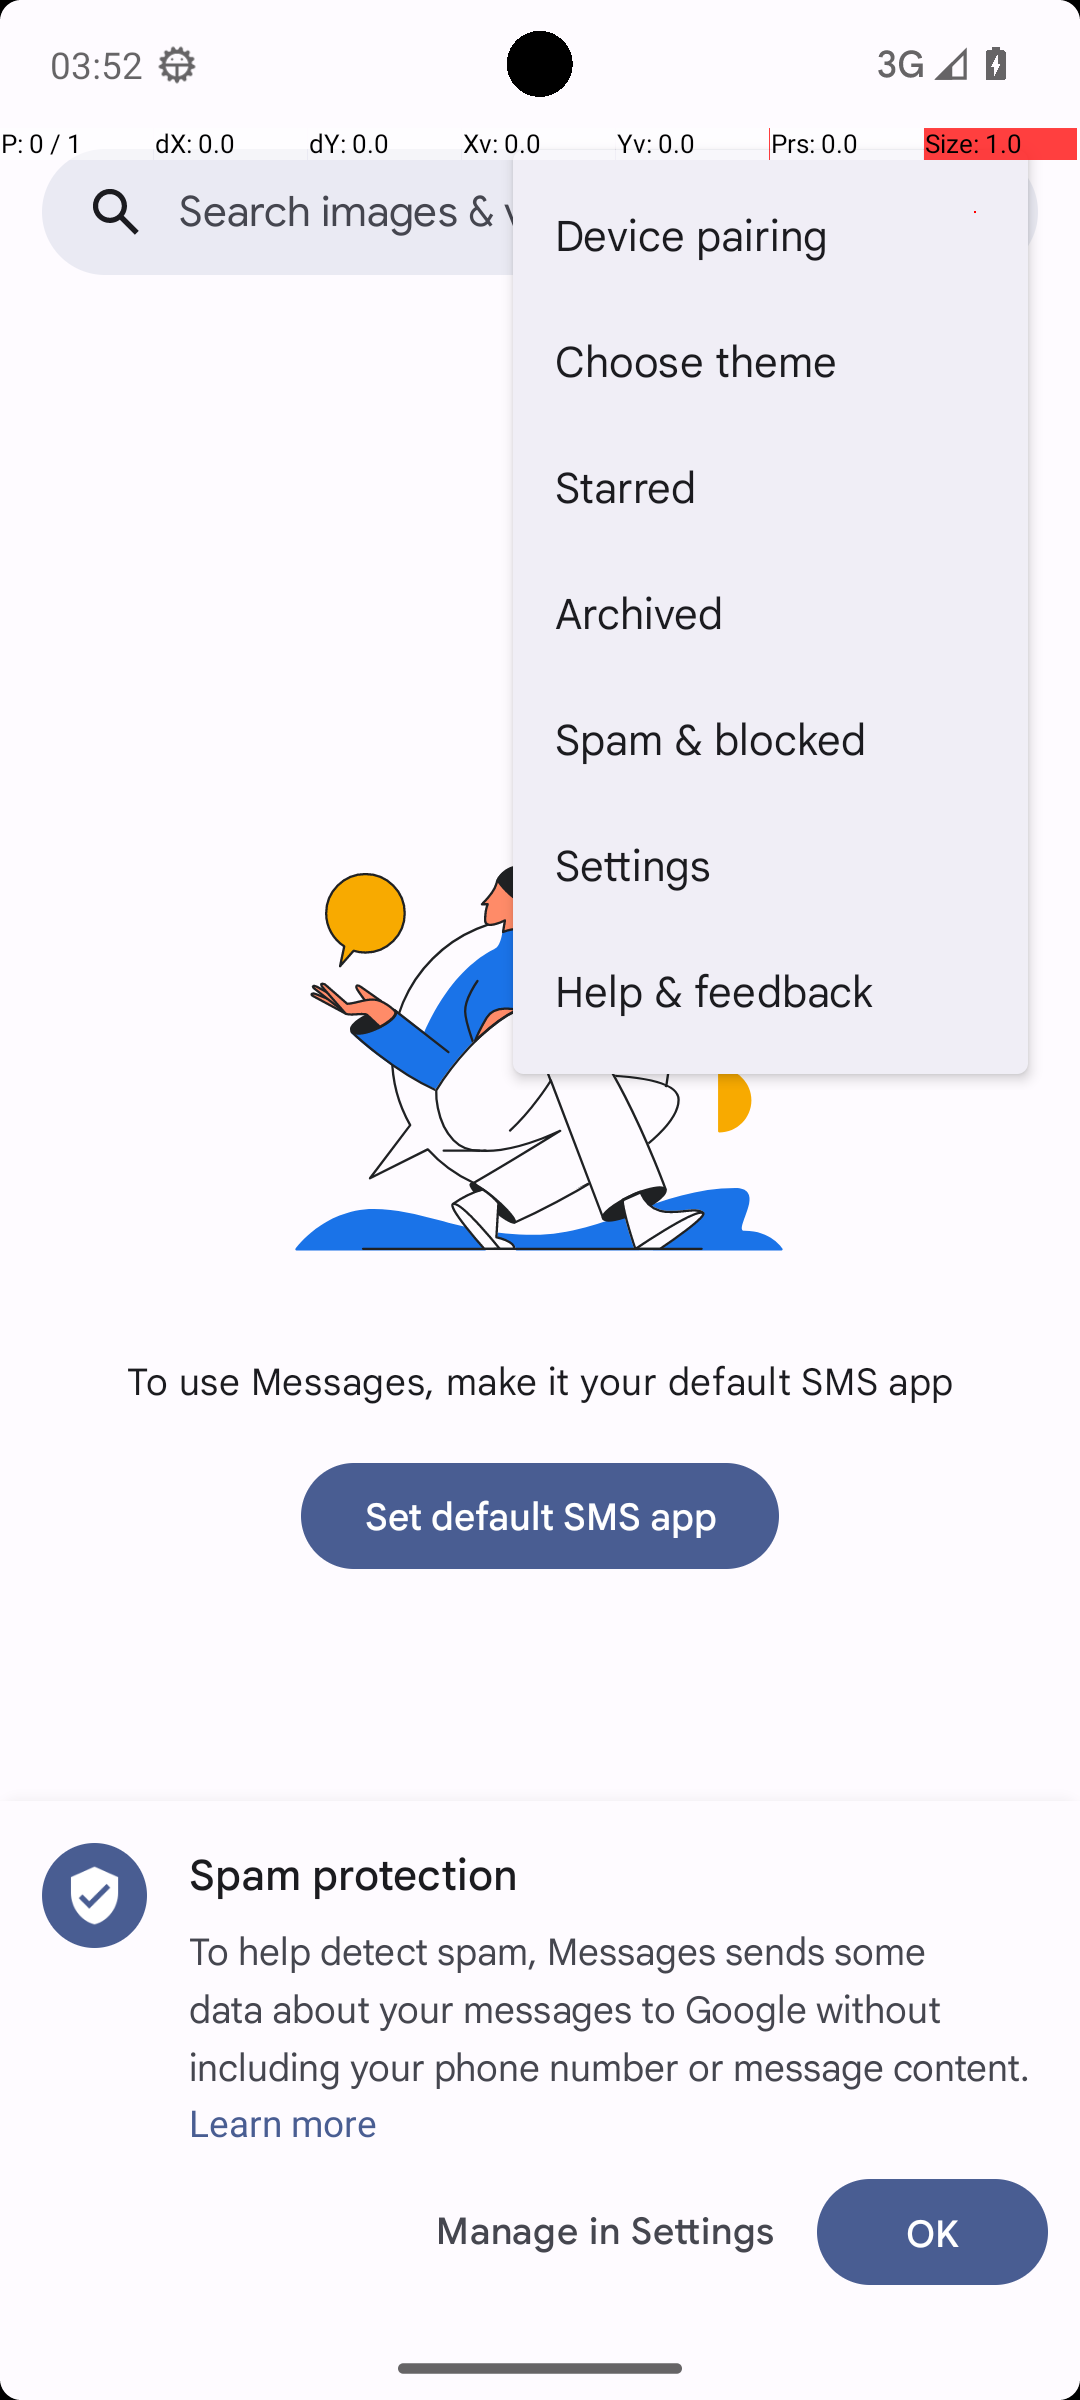 03:52
3G
P: 0 / 1
dX: 0.0
dY: 0.0
Xv: 0.0
Yv: 0.0
Prs: 0.0
Size: 1.0
Search images &
Device pairing
Choose theme
Starred
Archived
Spam & blocked
Settings
Help & feedback
To use Messages, make it your default SMS app
Set default SMS app
Spam protection
To help detect spam, Messages sends some
data about your messages to Google without
including your phone number or message content.
Learn more
Manage in Settings
OK